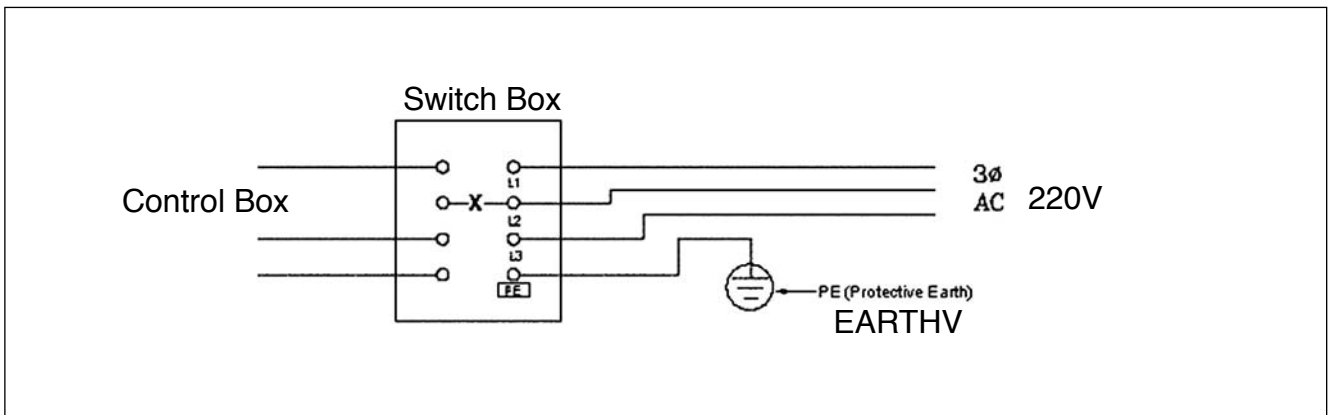 Switch Box
Control Box
L1
X
L2
L3
PE
3ø
AC
220V
PE (Protective Earth)
EARTHV